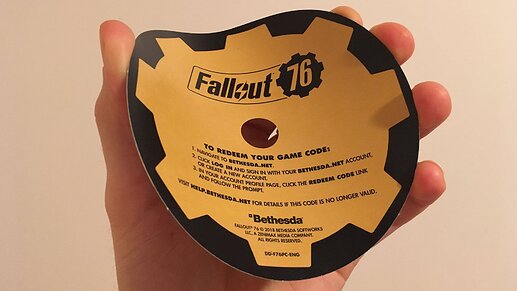 Fallout 76
TO REDEEM YOUR GAME CODE:
1. NAVIGATE TO BETHESDA.NET.
2. CLICK LOG IN AND SIGN IN WITH YOUR BETHESDA.NET ACCOUNT,
OR CREATE A NEW ACCOUNT.
3. IN YOUR ACCOUNT PROFILE PAGE, CLICK THE REDEEM CODE LINK
AND FOLLOW THE PROMPT.
VISIT HELP.BETHESDA.NET FOR DETAILS IF THIS CODE IS NO LONGER VALID.
Bethesda
FALLOUT® 76 © 2018 BETHESDA SOFTWORKS
LLC, A ZENIMAX MEDIA COMPANY.
ALL RIGHTS RESERVED.
DD-F76PC-ENG